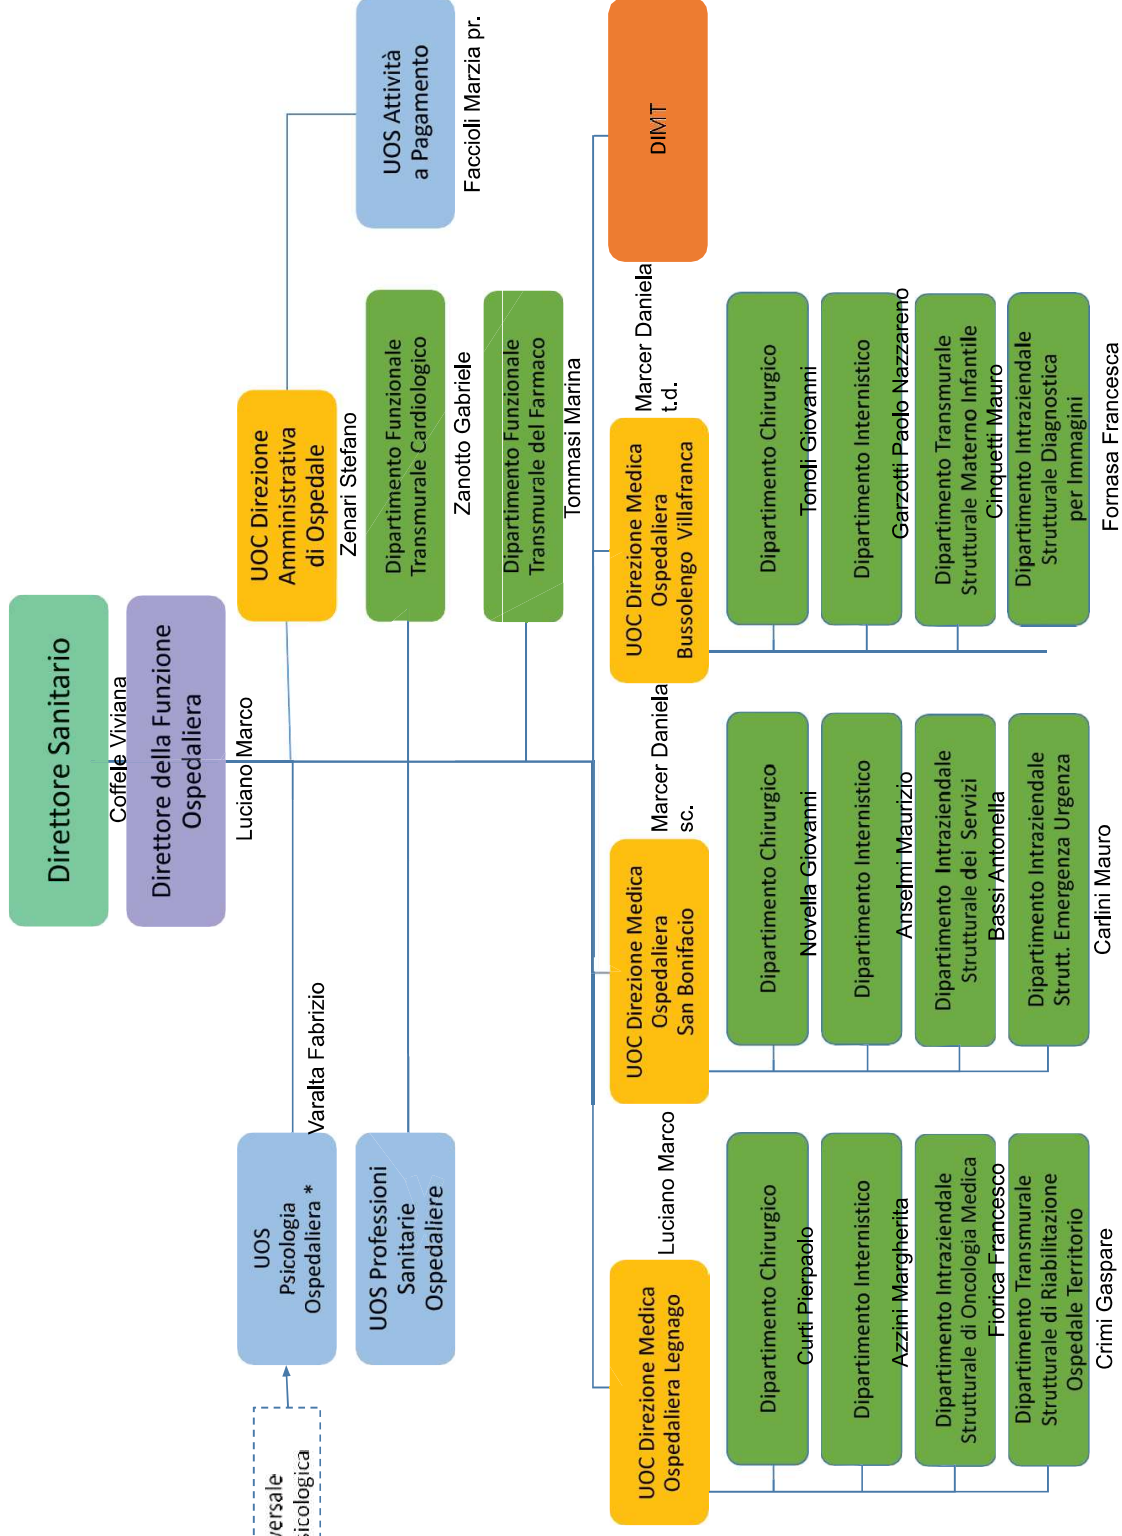 Direttore Sanitario
Coffele Viviana
Direttore della Funzione
Ospedaliera
Luciano Marco
UOS
Psicologia
Ospedaliera *
Varalta Fabrizio
UOC Direzione
Amministrativa
di Ospedale
Zenari Stefano
UOS Attività
a Pagamento
Faccioli Marzia pr.
UOS Professioni
Sanitarie
Ospedaliere
Dipartimento Funzionale
Transmurale Cardiologico
Zanotto Gabriele
Dipartimento Funzionale
Transmurale del Farmaco
Tommasi Marina
UOC Direzione Medica
Ospedaliera Legnago
Luciano Marco
Dipartimento Chirurgico
Curti Pierpaolo
Dipartimento Internistico
Azzini Margherita
Dipartimento Intraziendale
Strutturale di Oncologia Medica
Fiorica Francesco
Dipartimento Transmurale
Strutturale di Riabilitazione
Ospedale Territorio
Crimi Gaspare
UOC Direzione Medica
Ospedaliera
San Bonifacio
Marcer Daniela
sc.
Dipartimento Chirurgico
Novella Giovanni
Dipartimento Internistico
Anselmi Maurizio
Dipartimento Intraziendale
Strutturale dei Servizi
Bassi Antonella
Dipartimento Intraziendale
Strutt. Emergenza Urgenza
Carlini Mauro
UOC Direzione Medica
Ospedaliera
Bussolengo Villafranca
Marcer Daniela
t.d.
Dipartimento Chirurgico
Tonoli Giovanni
Dipartimento Internistico
Garzotti Paolo Nazzareno
Dipartimento Transmurale
Strutturale Materno Infantile
Cinquetti Mauro
Dipartimento Intraziendale
Strutturale Diagnostica
per Immagini
Fornasa Francesca
DIMT
versale
sicologica